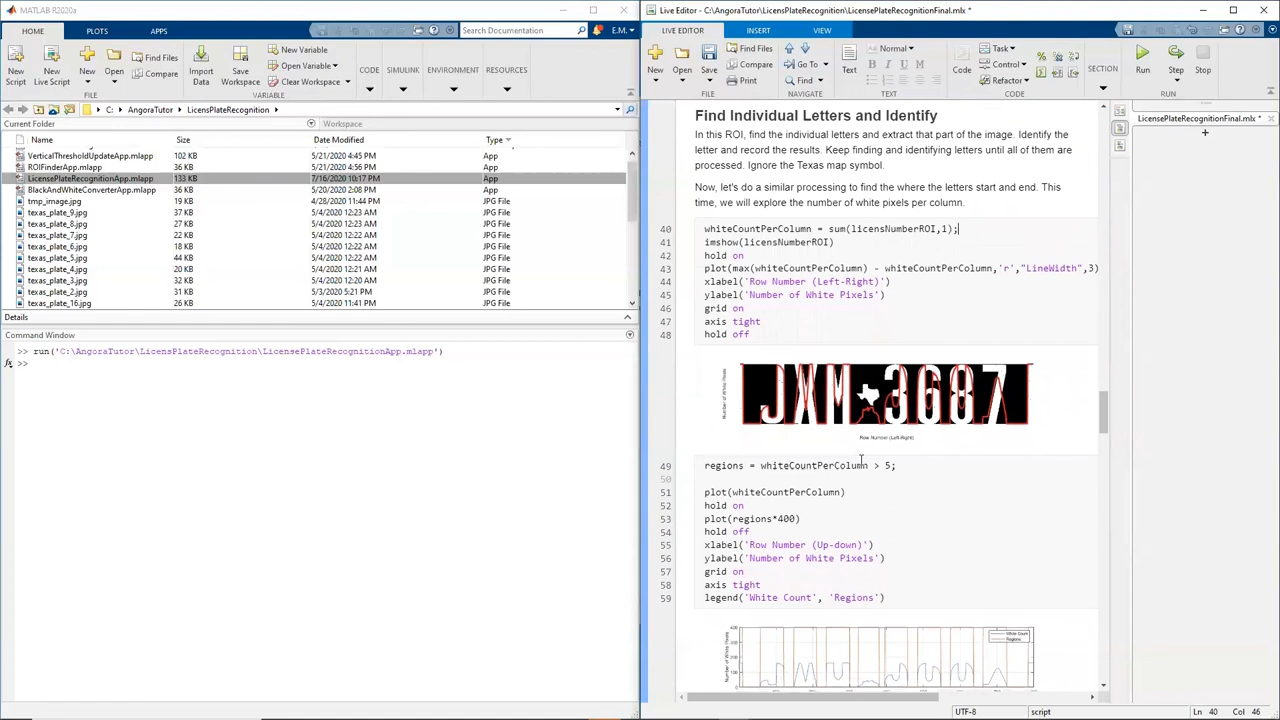 MATLAB R2020a
HOME PLOTS APPS Search Documentation E.M.
New Script
New Live Script
New
Open
Find Files
Compare
Import Data
Save Workspace
New Variable
Open Variable
Clear Workspace
CODE
SIMULINK
ENVIRONMENT
RESOURCES
FILE VARIABLE
C: AngoraTutor LicensPlateRecognition
Current Folder Workspace
Name Size Date Modified Type
VerticalThresholdUpdateApp.mlapp 102 KB 5/21/2020 4:45 PM App
ROIFinderApp.mlapp 36 KB 5/21/2020 4:56 PM App
LicensePlateRecognitionApp.mlapp 133 KB 7/16/2020 10:17 PM App
BlackAndWhiteConverterApp.mlapp 36 KB 5/20/2020 2:08 PM App
tmp_image.jpg 19 KB 4/28/2020 11:44 PM JPG File
texas_plate_9.jpg 37 KB 5/4/2020 12:23 AM JPG File
texas_plate_8.jpg 27 KB 5/4/2020 12:23 AM JPG File
texas_plate_7.jpg 22 KB 5/4/2020 12:23 AM JPG File
texas_plate_6.jpg 18 KB 5/4/2020 12:22 AM JPG File
texas_plate_5.jpg 44 KB 5/4/2020 12:22 AM JPG File
texas_plate_4.jpg 20 KB 5/4/2020 12:21 AM JPG File
texas_plate_3.jpg 32 KB 5/4/2020 12:21 AM JPG File
texas_plate_2.jpg 31 KB 5/3/2020 5:21 PM JPG File
texas_plate_16.jpg 26 KB 5/4/2020 11:41 PM JPG File
Details
Command Window
>> run('C:\AngoraTutor\LicensPlateRecognition\LicensePlateRecognitionApp.mlapp')
fx >>
Live Editor - C:\AngoraTutor\LicensPlateRecognition\LicensePlateRecognitionFinal.mlx *
LIVE EDITOR INSERT VIEW
New
Open
Save
Find Files
Compare
Print
Go To
Find
Text
Normal
B I U M
Code
Task
Control
Refactor
SECTION
Run
Step
Stop
FILE NAVIGATE TEXT CODE RUN
LicensePlateRecognitionFinal.mlx *
Find Individual Letters and Identify
In this ROI, find the individual letters and extract that part of the image. Identify the
letter and record the results. Keep finding and identifying letters until all of them are
processed. Ignore the Texas map symbol.
Now, let's do a similar processing to find the where the letters start and end. This
time, we will explore the number of white pixels per column.
40 whiteCountPerColumn = sum(licensNumberROI,1);
41 imshow(licensNumberROI)
42 hold on
43 plot(max(whiteCountPerColumn) - whiteCountPerColumn,'r',"LineWidth",3)
44 xlabel('Row Number (Left-Right)')
45 ylabel('Number of White Pixels')
46 grid on
47 axis tight
48 hold off
Number of White Pixels
JXM 3687
Row Number (Left-Right)
49 regions = whiteCountPerColumn > 5;
50
51 plot(whiteCountPerColumn)
52 hold on
53 plot(regions*400)
54 hold off
55 xlabel('Row Number (Up-down)')
56 ylabel('Number of White Pixels')
57 grid on
58 axis tight
59 legend('White Count', 'Regions')
Number of White Pixels
400
300
200
100
White Count
Regions
UTF-8 script Ln 40 Col 46